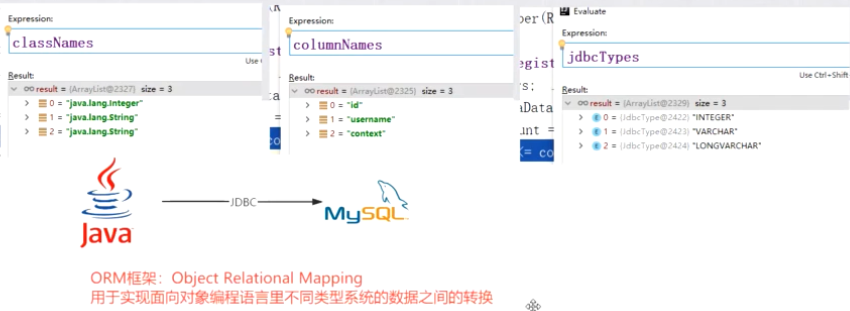 Expression:
classNames
Use
Result:
result = (ArrayList@2327) size = 3
0 = "java.lang.Integer"
1 = "java.lang.String"
2 = "java.lang.String"
Expression:
columnNames
Result:
result = (ArrayList@2325) size = 3
0 = "id"
1 = "username"
2 = "context"
Evaluate
Expression:
jdbcTypes
Use Ctrl+Shift
Result:
result = (ArrayList@2329) size = 3
0 = (JdbcType@2422) "INTEGER"
1 = (JdbcType@2423) "VARCHAR"
2 = (JdbcType@2424) "LONGVARCHAR"
Java
JDBC
MySQL
ORM框架：Object Relational Mapping
用于实现面向对象编程语言里不同类型系统的数据之间的转换